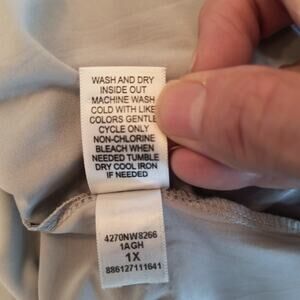 WASH AND DRY
INSIDE OUT
MACHINE WASH
COLD WITH LIKE
COLORS GENTLE
CYCLE ONLY
NON-CHLORINE
BLEACH WHEN
NEEDED TUMBLE
DRY COOL IRON
IF NEEDED
4270NW8266
1AGH
1X
886127111641